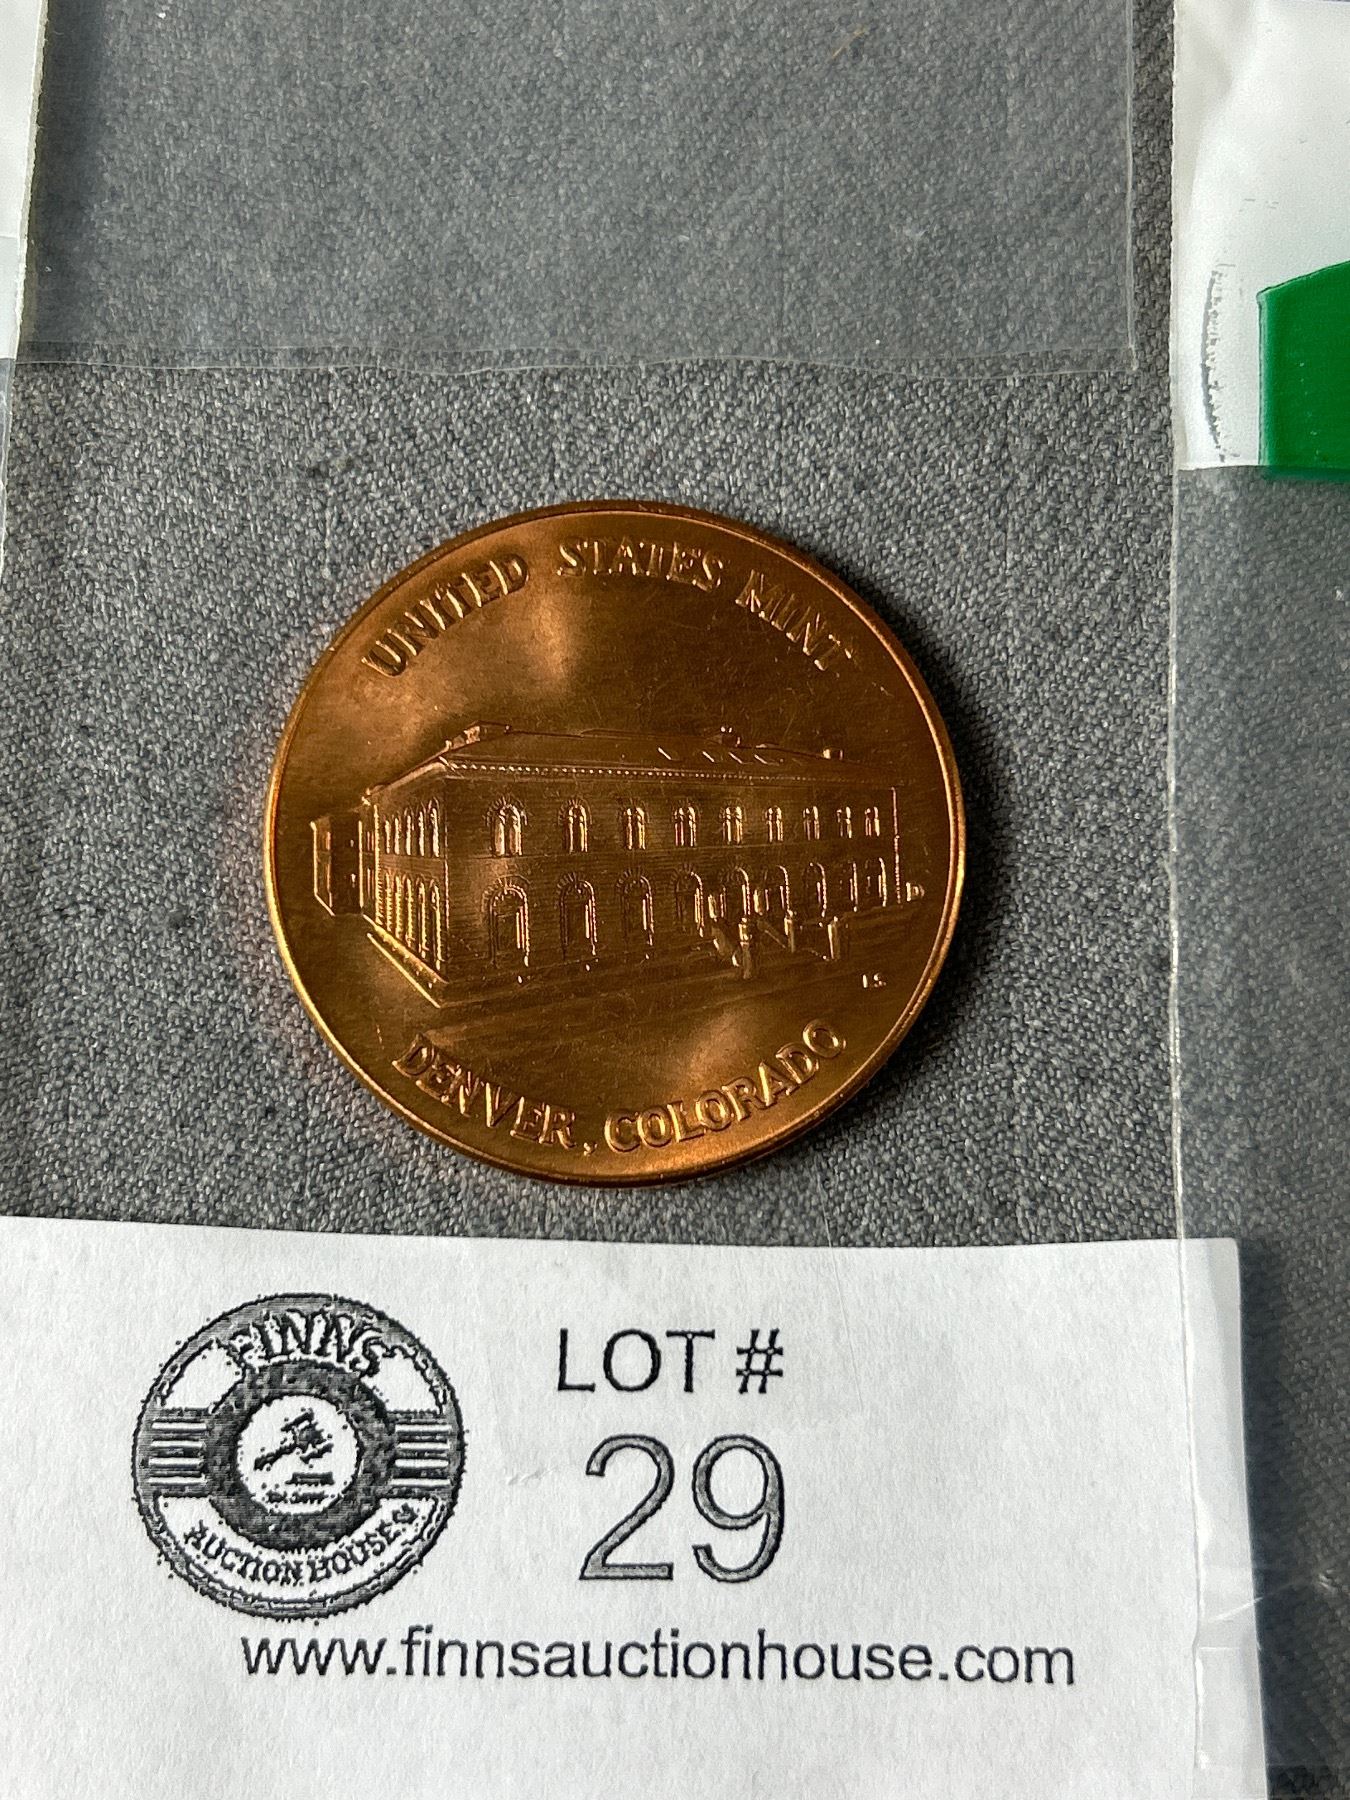 UNITED STATES MINT
DENVER, COLORADO
FINNS
AUCTION HOUSE
LOT #
29
www.finnsauctionhouse.com